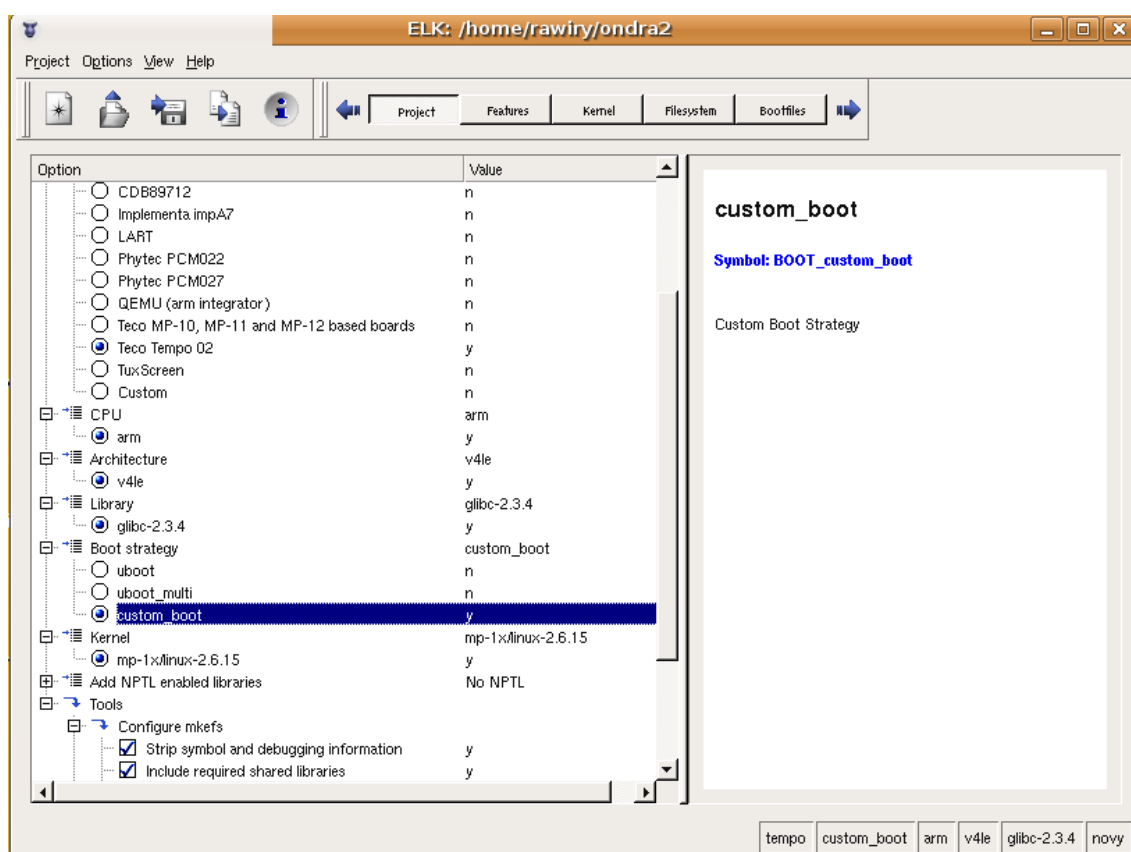 ELK: /home/rawiry/ondra2
Project Options View Help
Project Features Kernel Filesystem Bootfiles
Option Value
CDB89712 n
Implementa impA7 n
LART n
Phytec PCM022 n
Phytec PCM027 n
QEMU (arm integrator) n
Teco MP-10, MP-11 and MP-12 based boards n
Teco Tempo 02 y
TuxScreen n
Custom n
CPU arm
arm y
Architecture v4le
v4le y
Library glibc-2.3.4
glibc-2.3.4 y
Boot strategy custom_boot
uboot n
uboot_multi n
custom_boot y
Kernel mp-1x/linux-2.6.15
mp-1x/linux-2.6.15 y
Add NPTL enabled libraries No NPTL
Tools
Configure mkefs
Strip symbol and debugging information y
Include required shared libraries y
custom_boot
Symbol: BOOT_custom_boot
Custom Boot Strategy
tempo custom_boot arm v4le glibc-2.3.4 novy